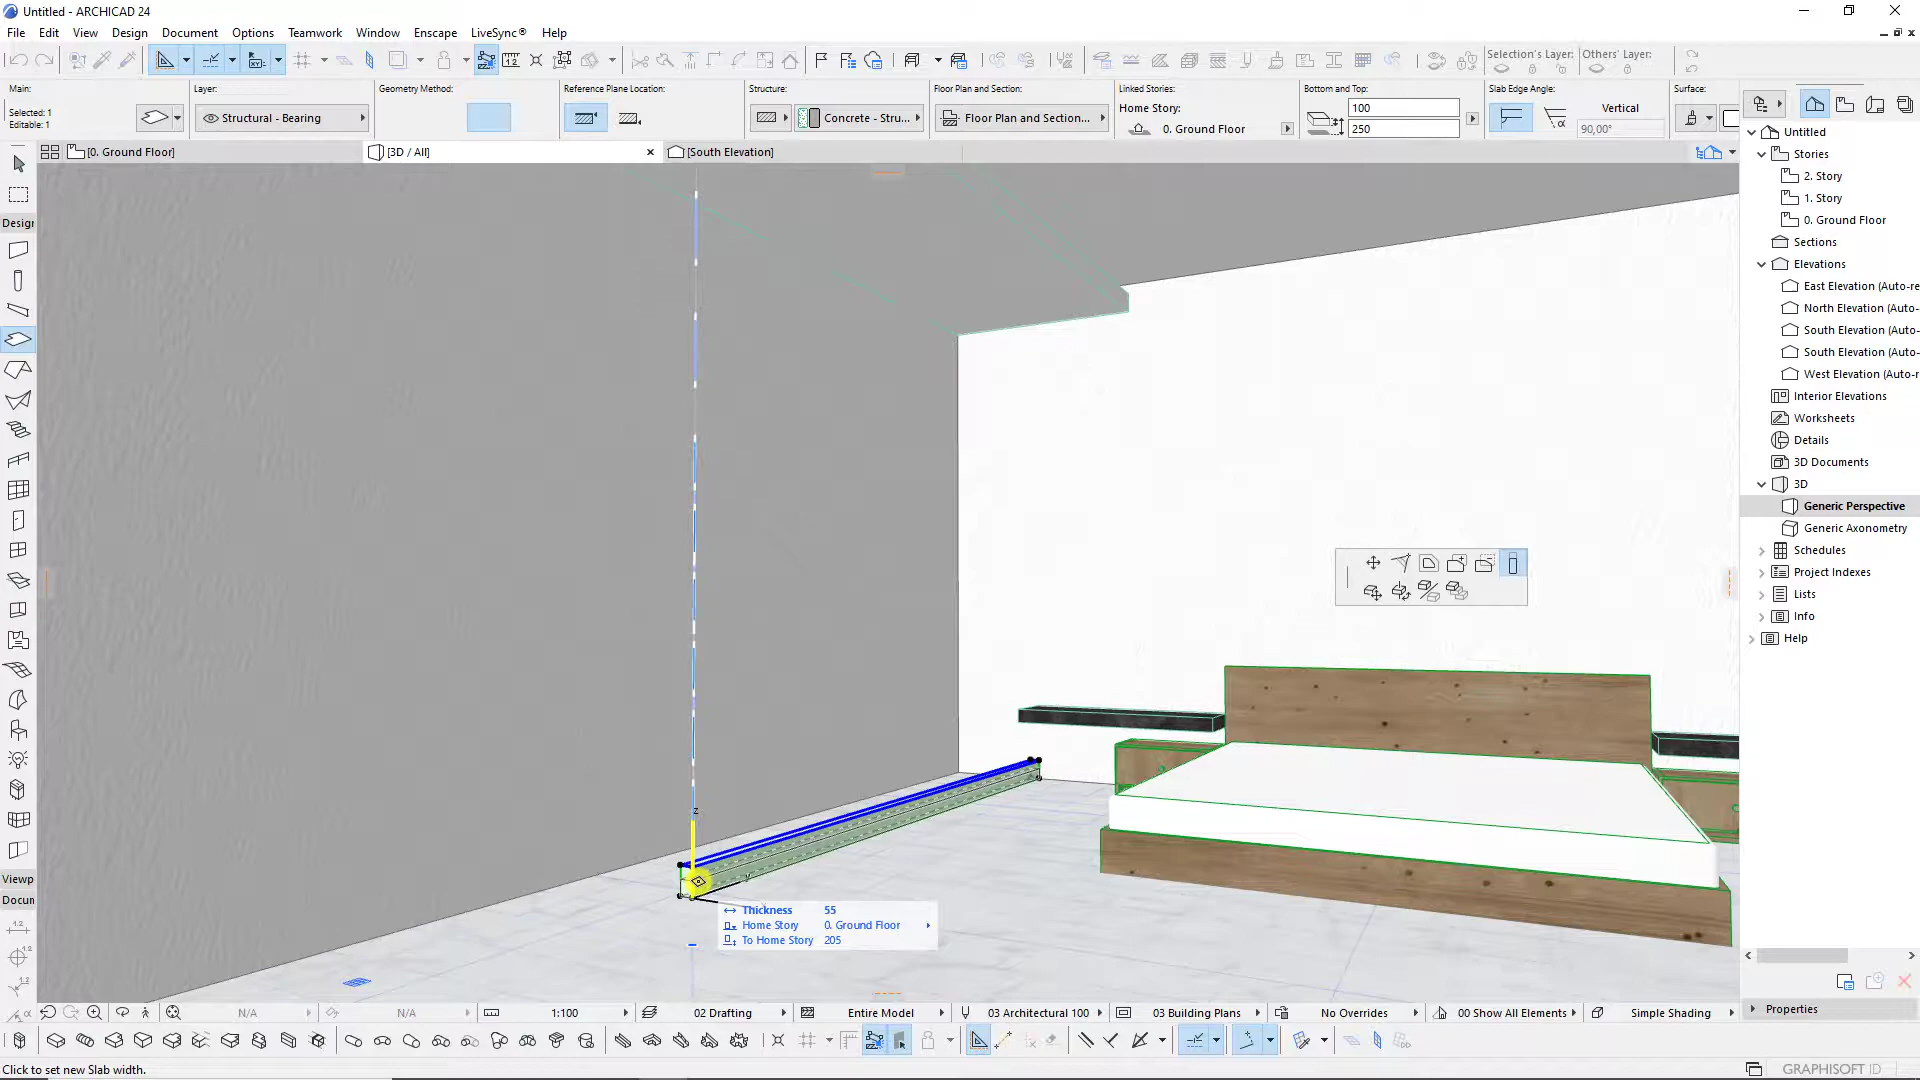 Untitled - ARCHICAD 24
File Edit View Design Document Options Teamwork Window Enscape LiveSync® Help
Selection's Layer: Others' Layer:
Main: Layer: Geometry Method: Reference Plane Location: Structure: Floor Plan and Section: Linked Stories: Bottom and Top: Slab Edge Angle: Surface:
Selected: 1
Editable: 1
Structural - Bearing
Concrete - Stru...
Floor Plan and Section...
Home Story:
0. Ground Floor
100
250
Vertical
90,00°
[0. Ground Floor]
[3D / All]
[South Elevation]
Design
Viewp
Docum
Untitled
Stories
2. Story
1. Story
0. Ground Floor
Sections
Elevations
East Elevation (Auto-re
North Elevation (Auto-
South Elevation (Auto-
South Elevation (Auto-
West Elevation (Auto-r
Interior Elevations
Worksheets
Details
3D Documents
3D
Generic Perspective
Generic Axonometry
Schedules
Project Indexes
Lists
Info
Help
Properties
z
Thickness 55
Home Story 0. Ground Floor
To Home Story 205
N/A N/A 1:100 02 Drafting Entire Model 03 Architectural 100 03 Building Plans No Overrides 00 Show All Elements Simple Shading
Click to set new Slab width.
GRAPHISOFT ID